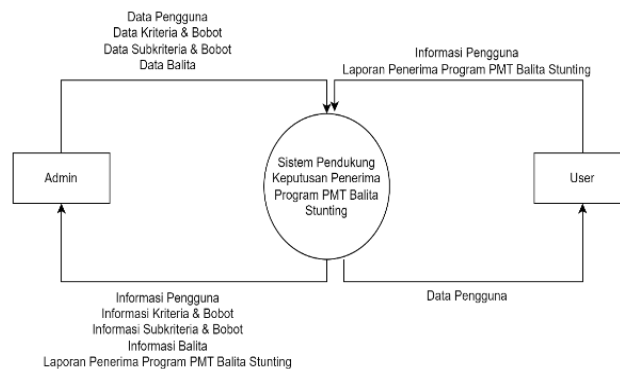 Data Pengguna
Data Kriteria & Bobot
Data Subkriteria & Bobot
Data Balita
Informasi Pengguna
Laporan Penerima Program PMT Balita Stunting
Admin
Sistem Pendukung
Keputusan Penerima
Program PMT Balita
Stunting
User
Informasi Pengguna
Informasi Kriteria & Bobot
Informasi Subkriteria & Bobot
Informasi Balita
Laporan Penerima Program PMT Balita Stunting
Data Pengguna